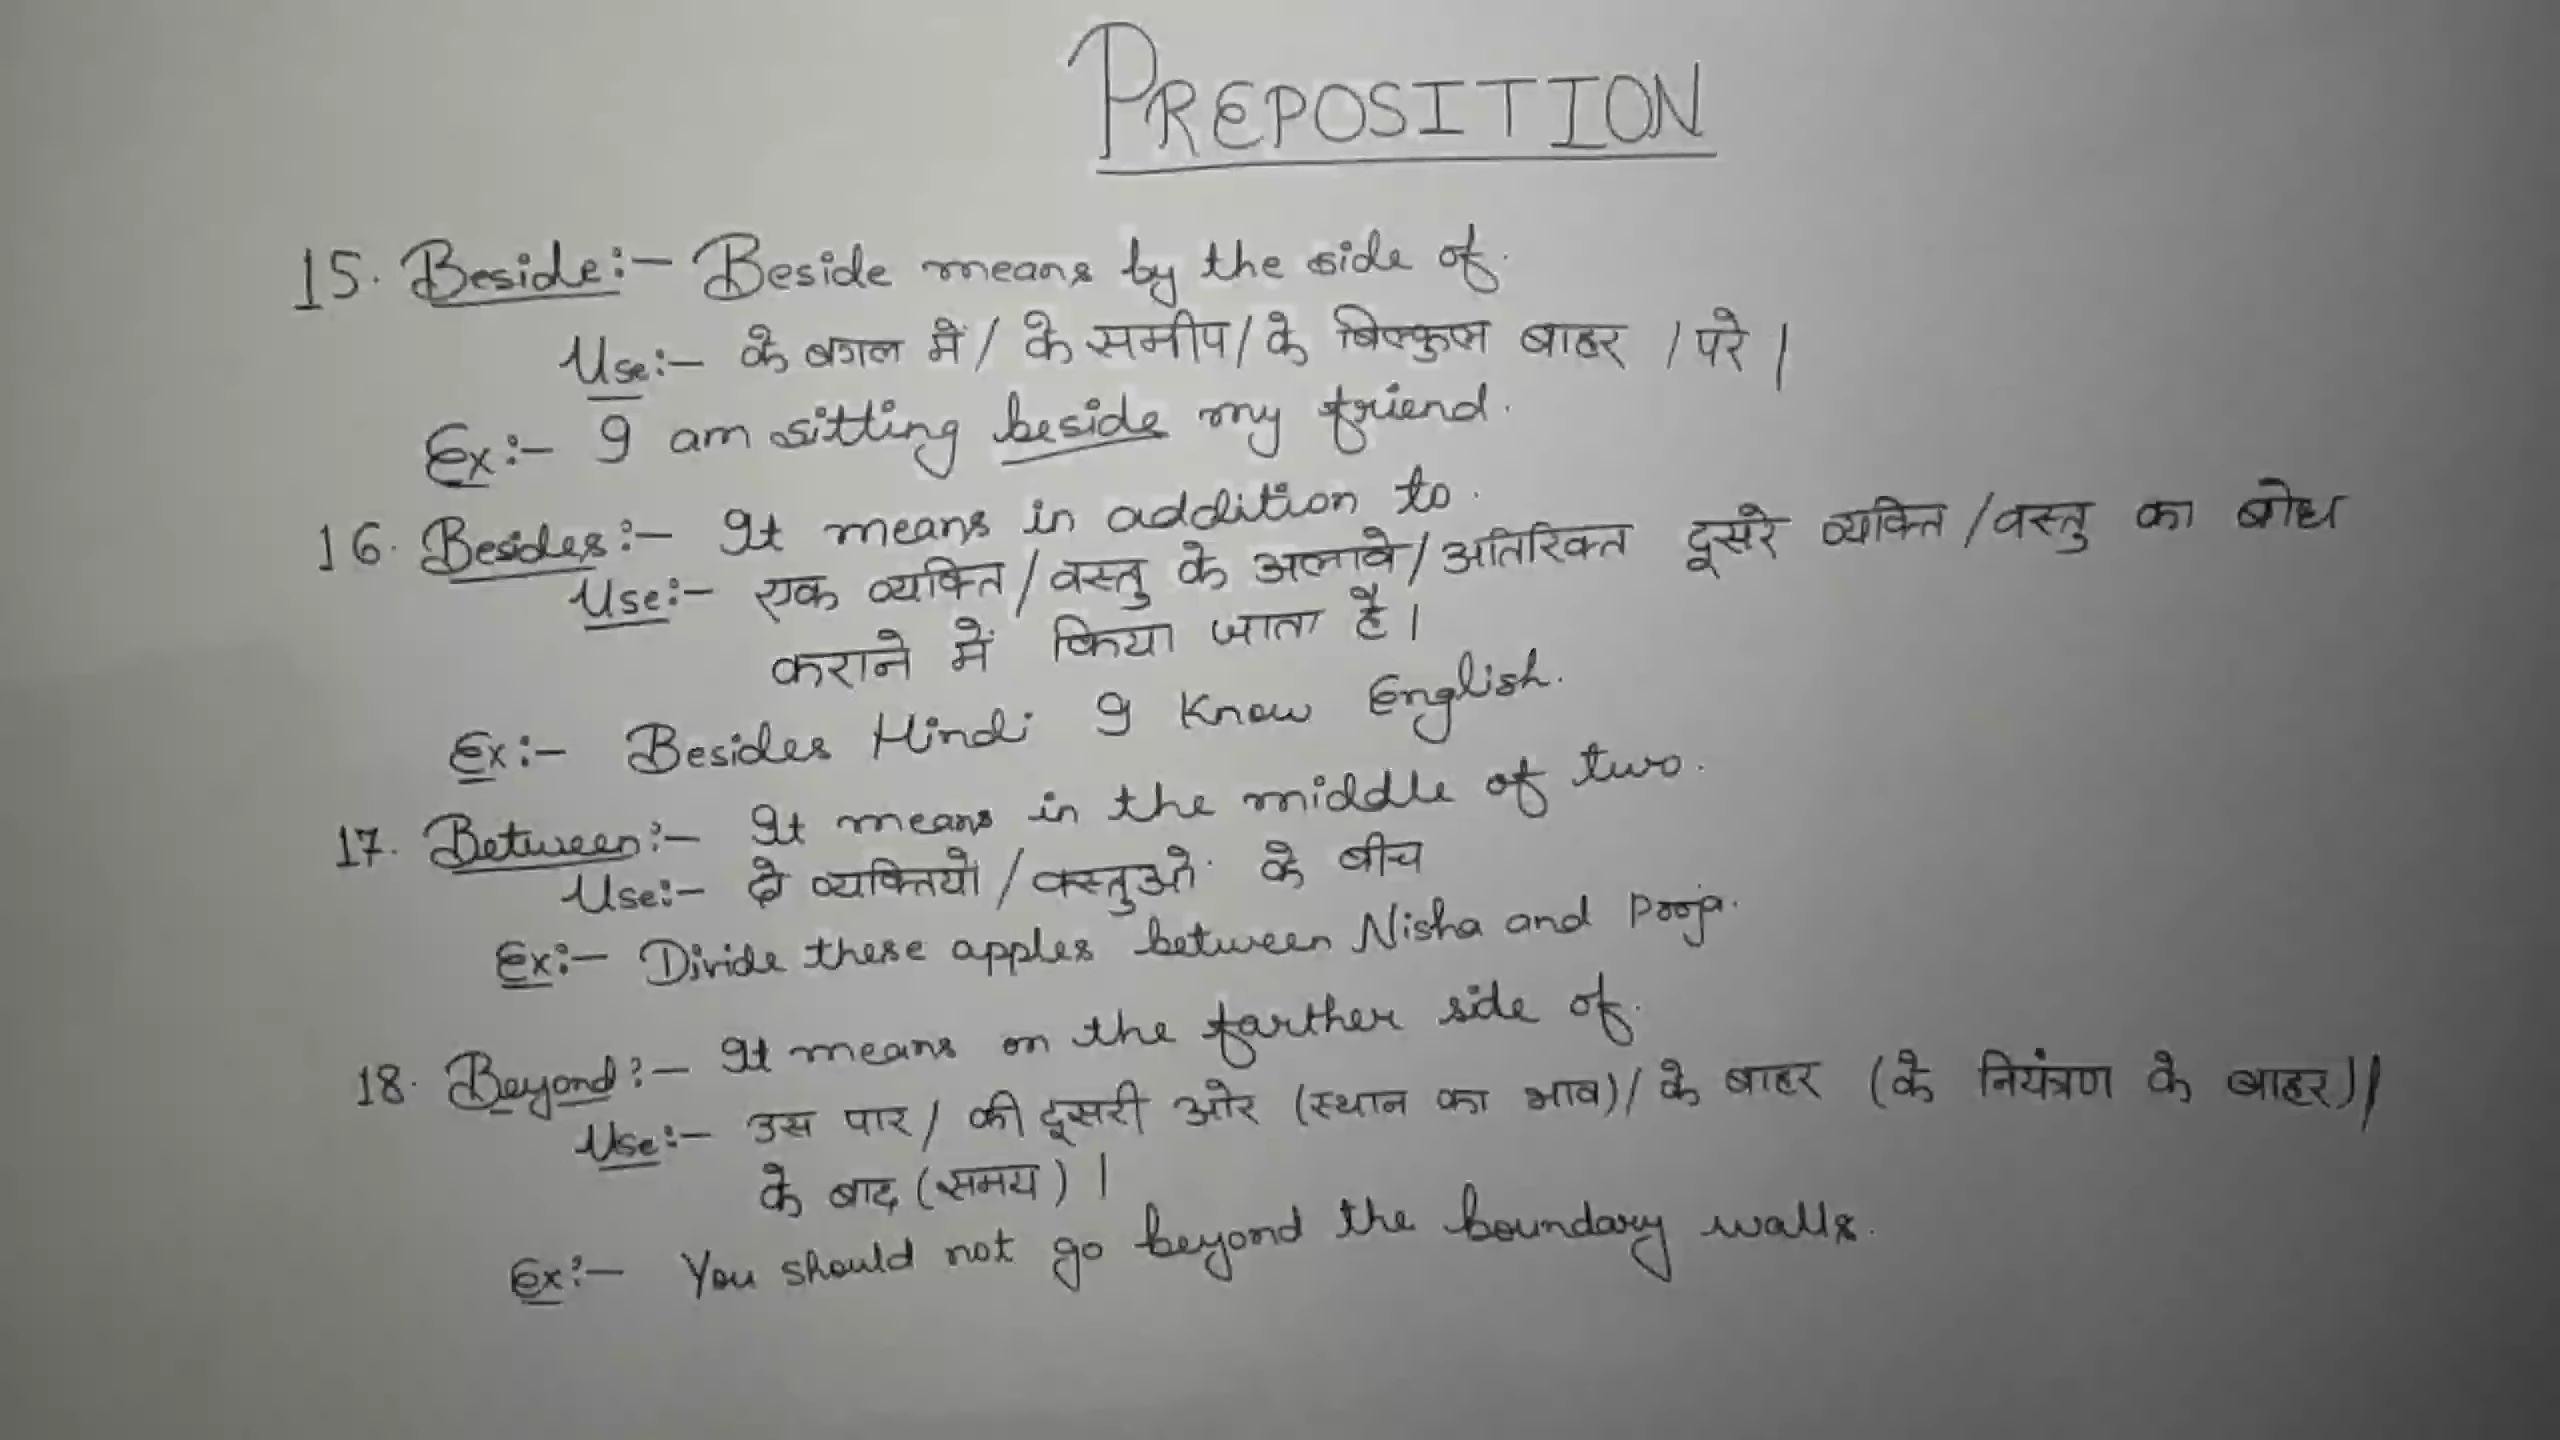 PREPOSITION
15. Beside:- Beside means by the side of.
Use:- के बगल में / के समीप / के बिल्कुल बाहर / परे |
Ex:- I am sitting beside my friend.
16. Besides:- It means in addition to.
Use:- एक व्यक्ति / वस्तु के अलावे / अतिरिक्त दूसरे व्यक्ति / वस्तु का बोध
कराने में किया जाता है।
Ex:- Besides Hindi I know English.
17. Between:- It means in the middle of two.
Use:- दो व्यक्तियों / वस्तुओं के बीच
Ex:- Divide these apples between Nisha and Pooja.
18. Beyond:- It means on the farther side of.
Use:- उस पार / की दूसरी ओर (स्थान का भाव) / के बाहर (के नियंत्रण के बाहर) /
के बाद (समय) |
Ex:- You should not go beyond the boundary walls.